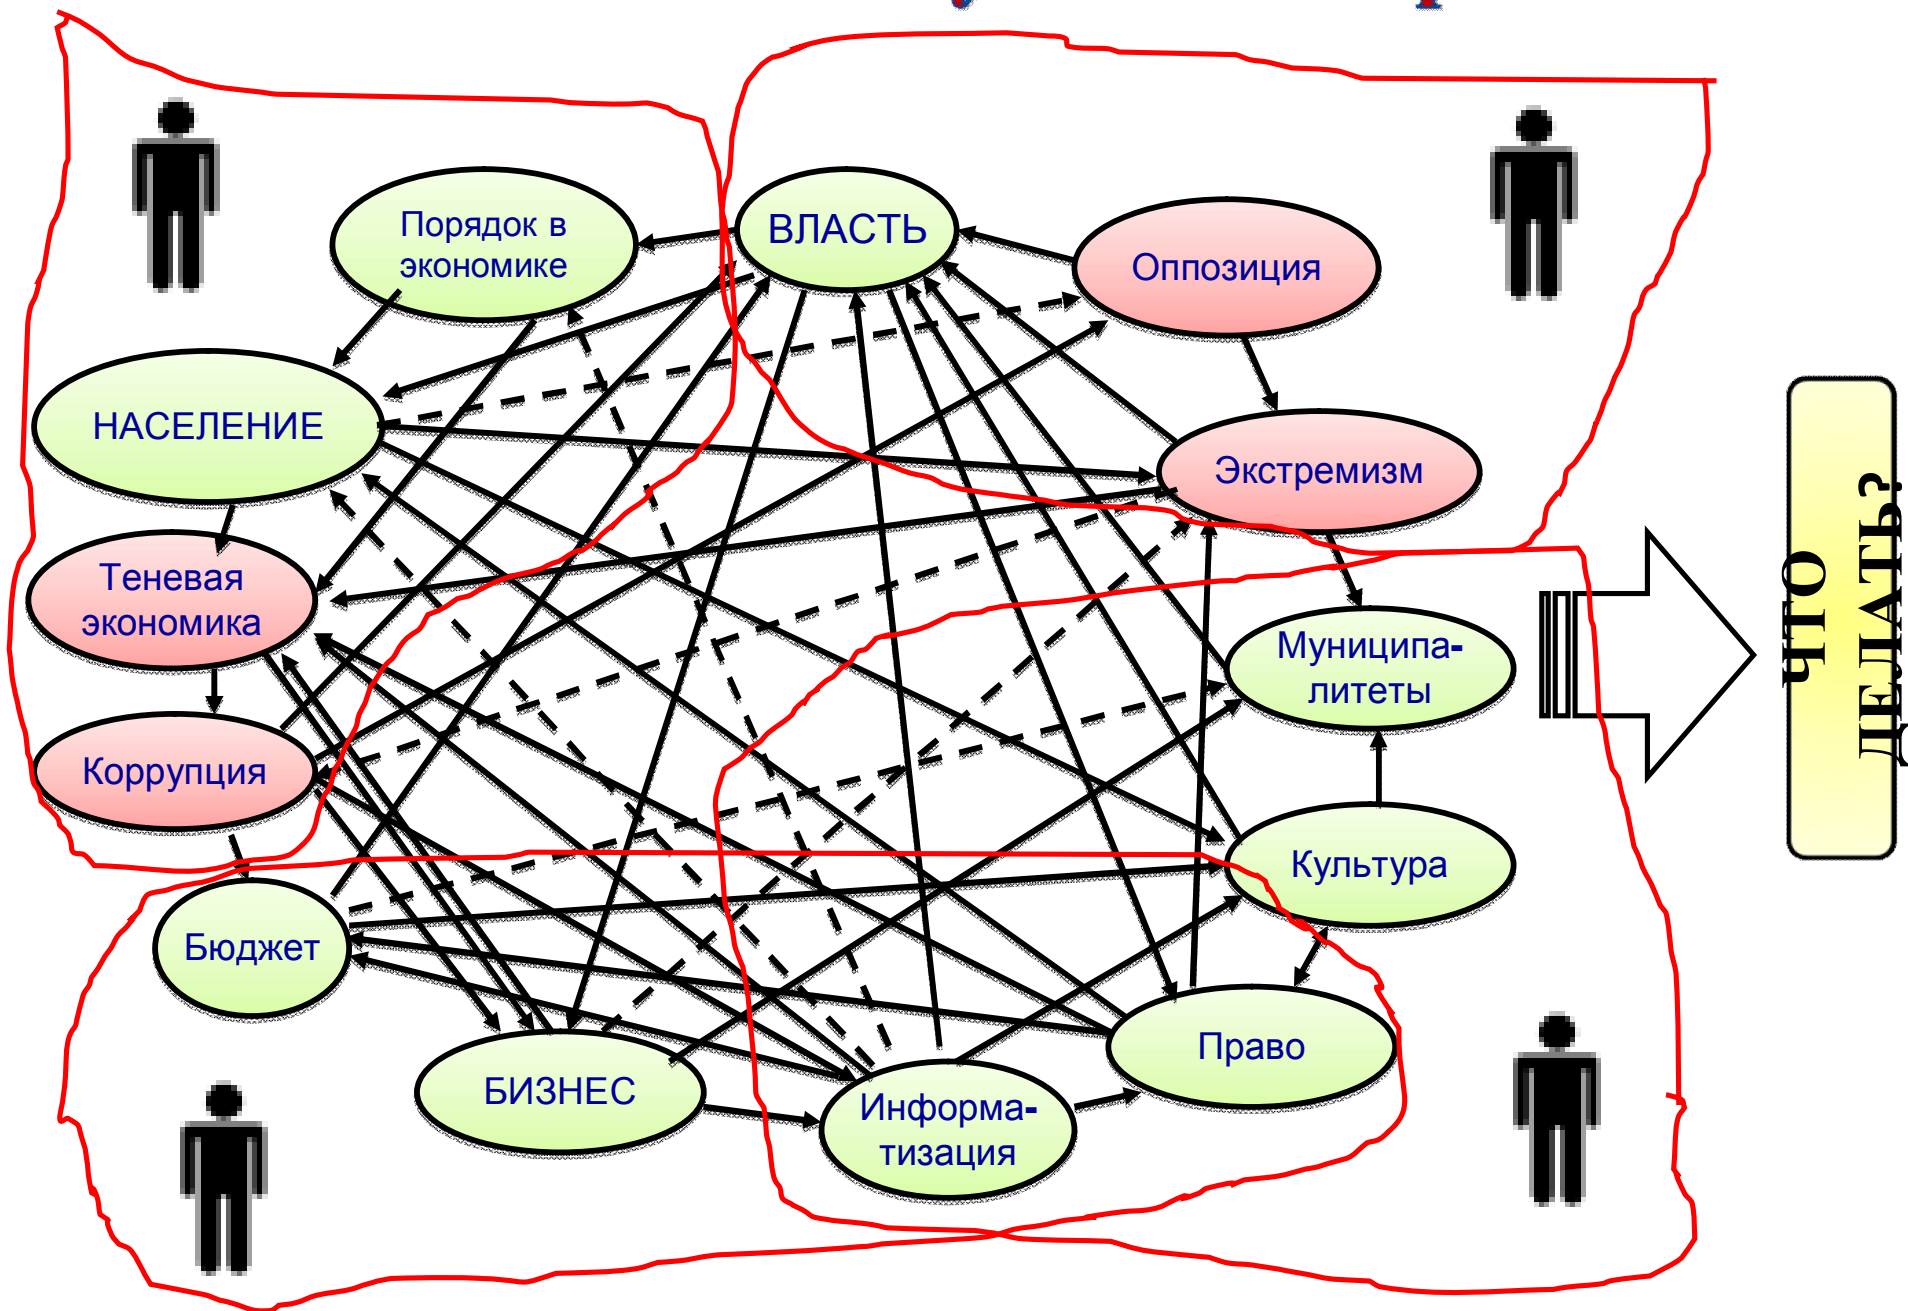 Порядок в
экономике
ВЛАСТЬ
Оппозиция
НАСЕЛЕНИЕ
Экстремизм
Теневая
экономика
Муниципа-
литеты
Коррупция
Культура
Бюджет
Право
БИЗНЕС
Информа-
тизация
ЧТО
ДЕЛАТЬ?